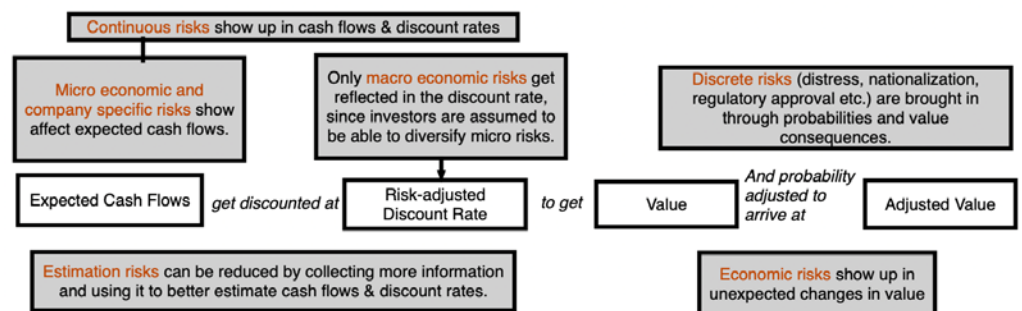 Continuous risks show up in cash flows & discount rates
Micro economic and
company specific risks show
affect expected cash flows.
Only macro economic risks get
reflected in the discount rate,
since investors are assumed to
be able to diversify micro risks.
Discrete risks (distress, nationalization,
regulatory approval etc.) are brought in
through probabilities and value
consequences.
Expected Cash Flows
get discounted at
Risk-adjusted
Discount Rate
to get
Value
And probability
adjusted to
arrive at
Adjusted Value
Estimation risks can be reduced by collecting more information
and using it to better estimate cash flows & discount rates.
Economic risks show up in
unexpected changes in value